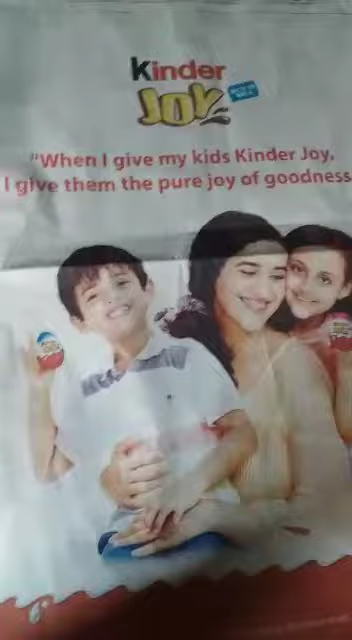 Kinder
JOY
"When I give my kids Kinder Joy,
I give them the pure joy of goodness